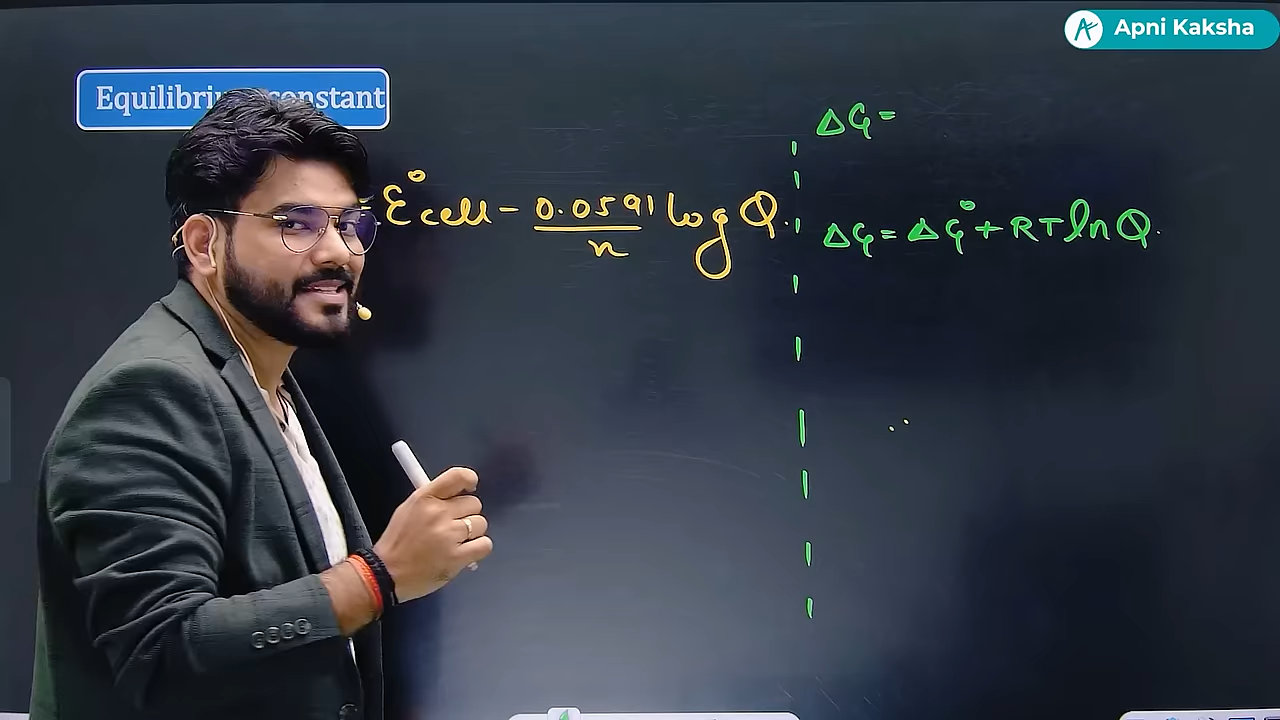 Apni Kaksha
Equilibrium constant
E°cell - 0.0591/n log Q.
ΔG =
ΔG = ΔG° + RT ln Q.